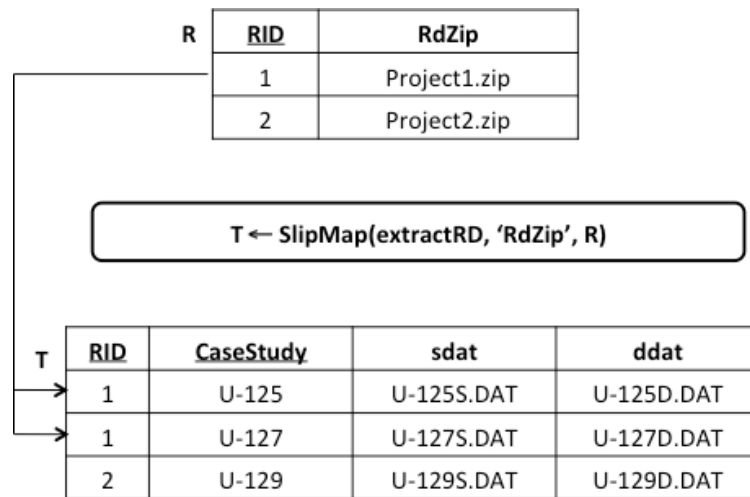 R RID RdZip
1 Project1.zip
2 Project2.zip
T ← SlipMap(extractRD, ‘RdZip’, R)
T RID CaseStudy sdat ddat
1 U-125 U-125S.DAT U-125D.DAT
1 U-127 U-127S.DAT U-127D.DAT
2 U-129 U-129S.DAT U-129D.DAT